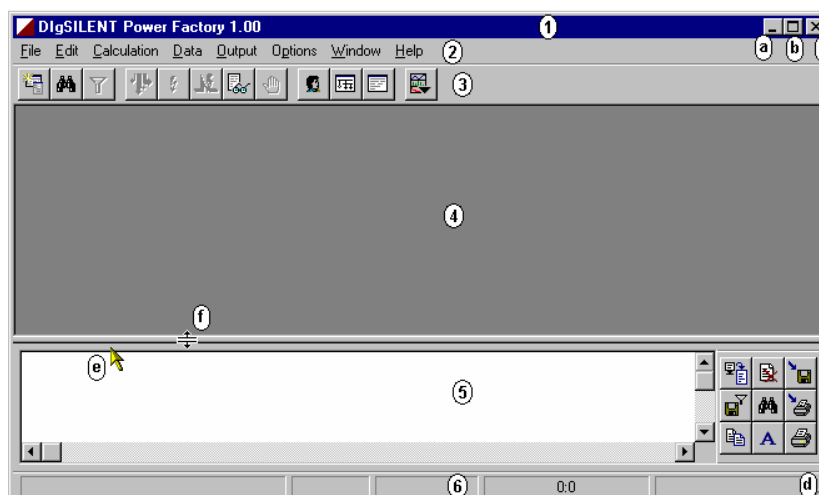 DIgSILENT Power Factory 1.00
1
a
b
File Edit Calculation Data Output Options Window Help
2
3
4
f
e
5
A
6
0:0
d